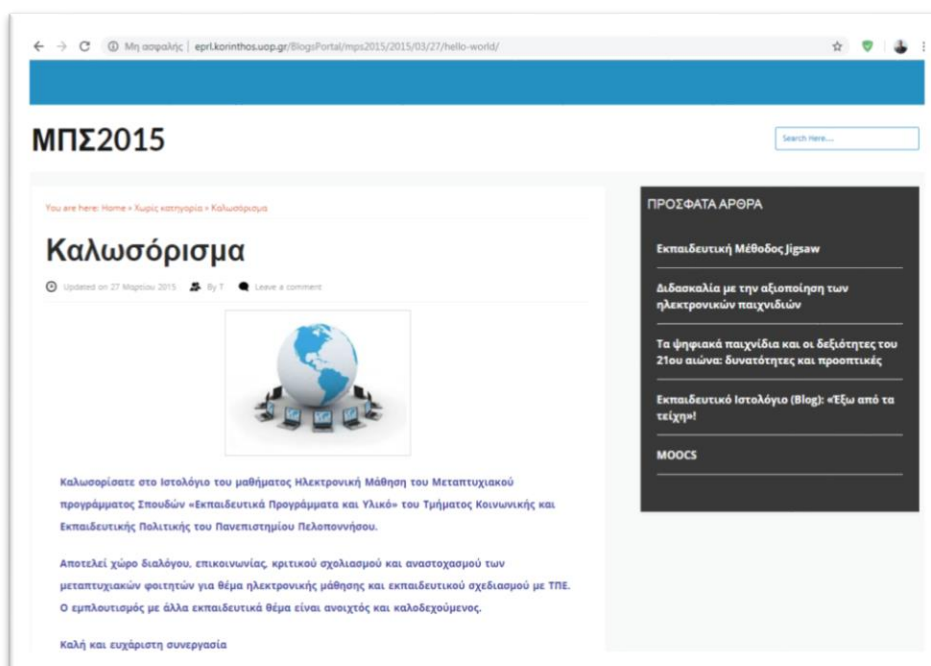 Μη ασφαλής | eprl.korinthos.uop.gr/BlogsPortal/mps2015/2015/03/27/hello-world/
ΜΠΣ2015
Search Here....
You are here: Home » Χωρίς κατηγορία » Καλωσόρισμα
Καλωσόρισμα
Updated on 27 Μαρτίου 2015 By T Leave a comment
Καλωσορίσατε στο Ιστολόγιο του μαθήματος Ηλεκτρονική Μάθηση του Μεταπτυχιακού
προγράμματος Σπουδών «Εκπαιδευτικά Προγράμματα και Υλικό» του Τμήματος Κοινωνικής και
Εκπαιδευτικής Πολιτικής του Πανεπιστημίου Πελοποννήσου.
Αποτελεί χώρο διαλόγου, επικοινωνίας, κριτικού σχολιασμού και αναστοχασμού των
μεταπτυχιακών φοιτητών για θέμα ηλεκτρονικής μάθησης και εκπαιδευτικού σχεδιασμού με ΤΠΕ.
Ο εμπλουτισμός με άλλα εκπαιδευτικά θέμα είναι ανοιχτός και καλοδεχούμενος.
Καλή και ευχάριστη συνεργασία
ΠΡΟΣΦΑΤΑ ΑΡΘΡΑ
Εκπαιδευτική Μέθοδος Jigsaw
Διδασκαλία με την αξιοποίηση των
ηλεκτρονικών παιχνιδιών
Τα ψηφιακά παιχνίδια και οι δεξιότητες του
21ου αιώνα: δυνατότητες και προοπτικές
Εκπαιδευτικό Ιστολόγιο (Blog): «Έξω από τα
τείχη»!
MOOCS